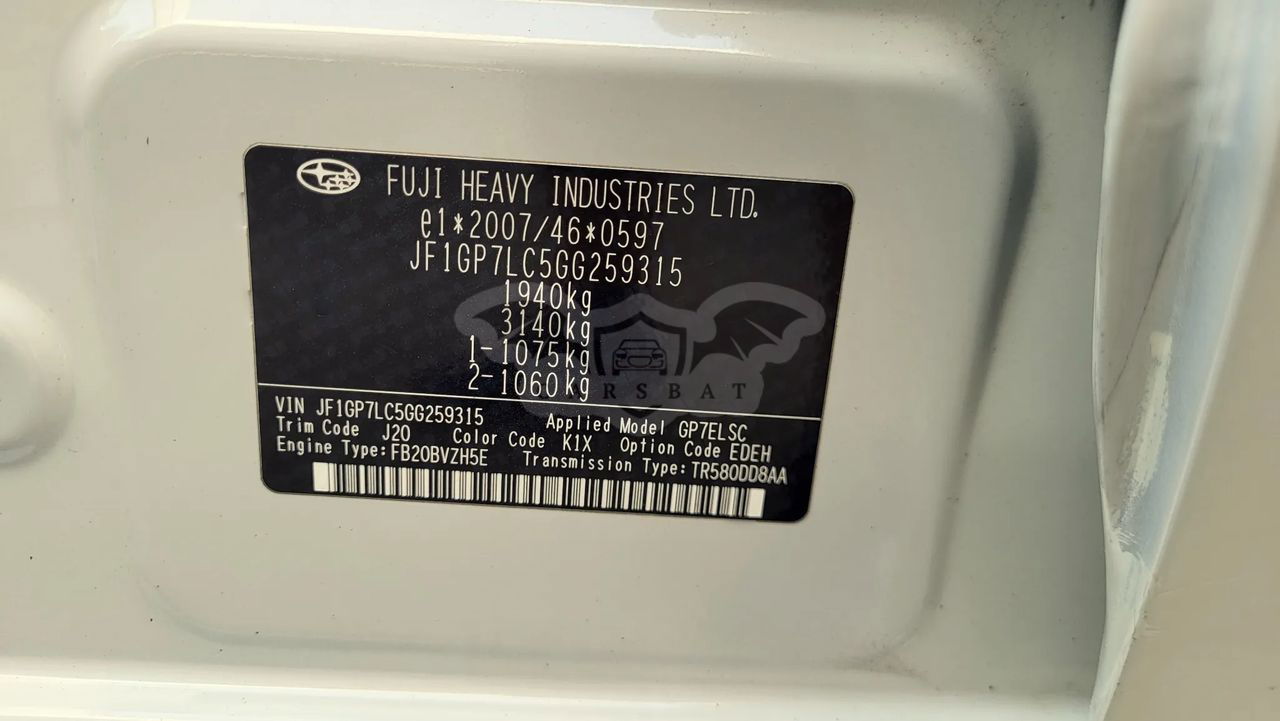 FUJI HEAVY INDUSTRIES LTD.
e1*2007/46*0597
JF1GP7LC5GG259315
1940kg
3140kg
1-1075kg
2-1060kg
RSBAT
VIN JF1GP7LC5GG259315 Applied Model GP7ELSC
Trim Code J20 Color Code K1X Option Code EDEH
Engine Type:FB20BVZH5E Transmission Type:TR580DD8AA